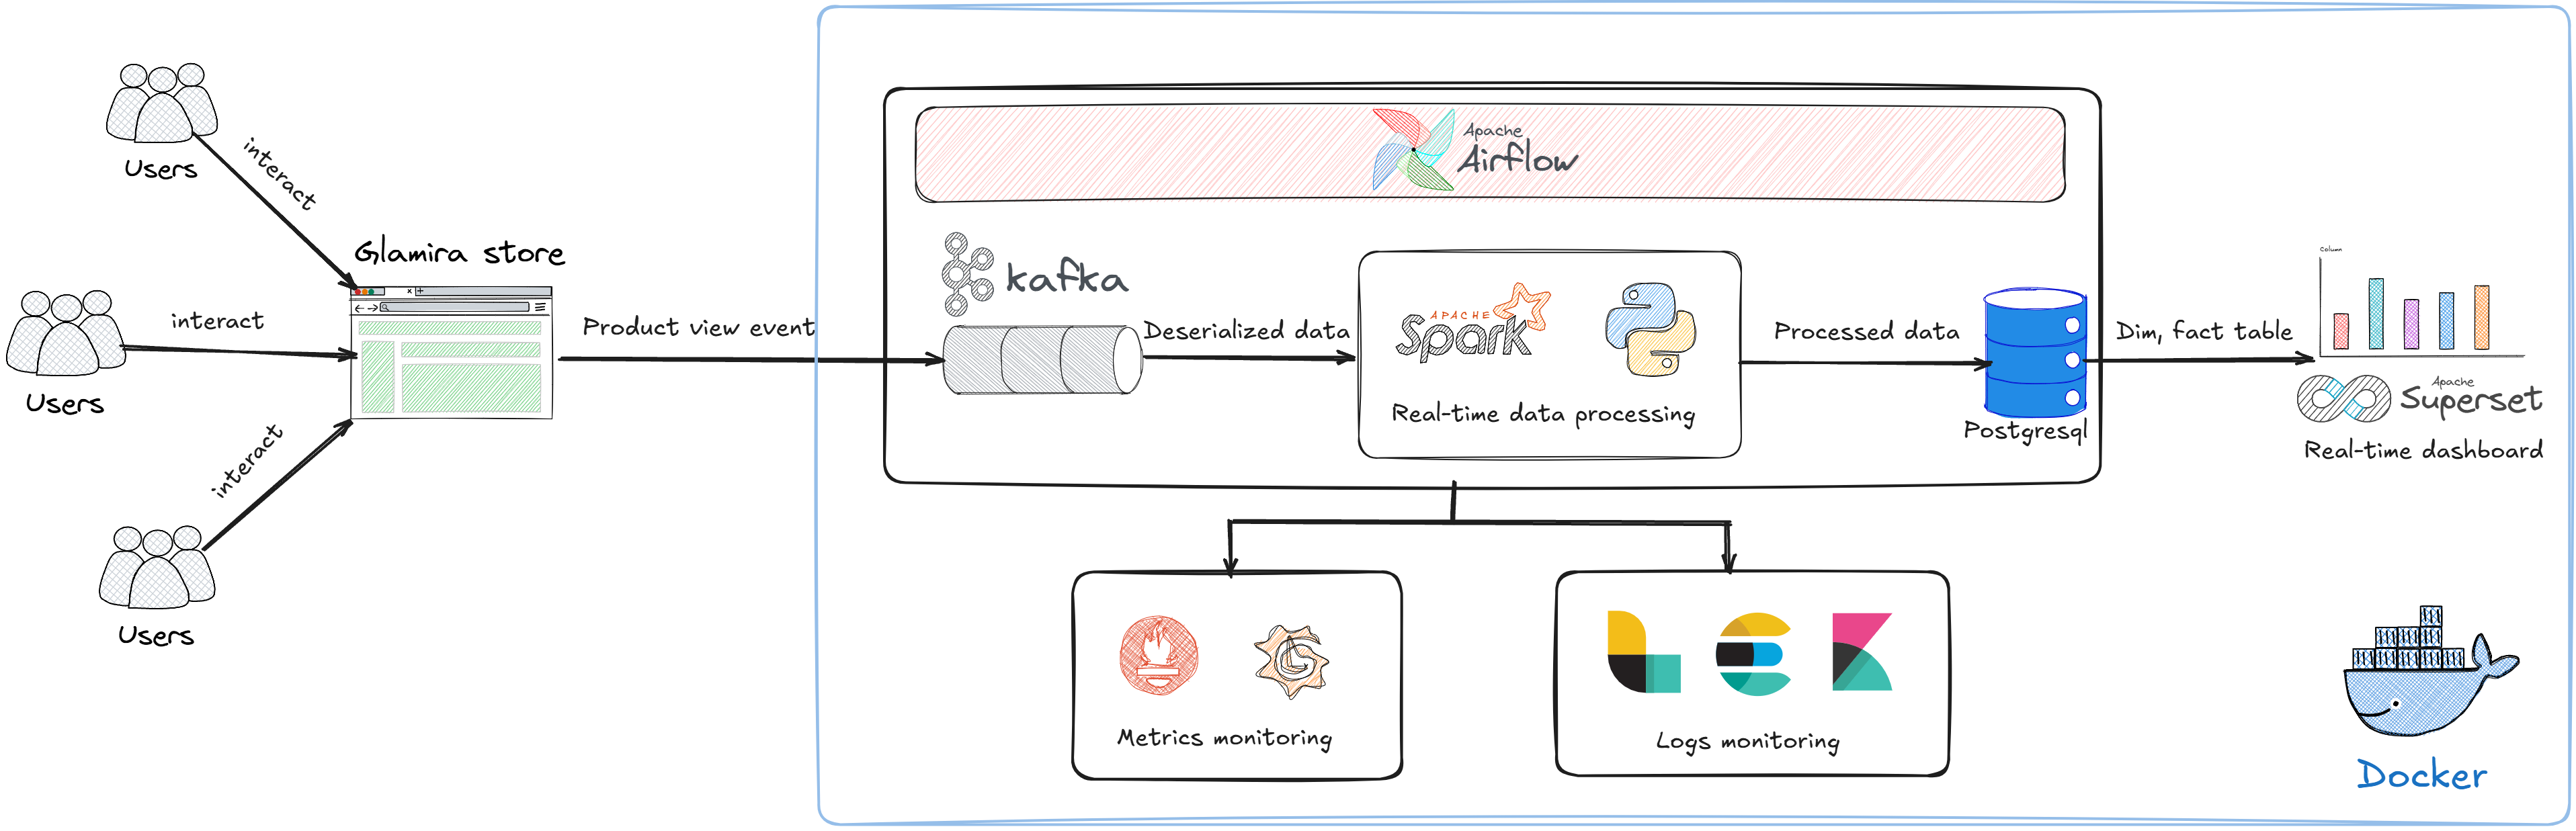 Users
interact
Users
interact
Users
interact
Glamira store
Product view event
Apache
Airflow
kafka
Deserialized data
APACHE
Spark
Real-time data processing
Processed data
Postgresql
Dim, fact table
Column
Apache
Superset
Real-time dashboard
Metrics monitoring
Logs monitoring
Docker